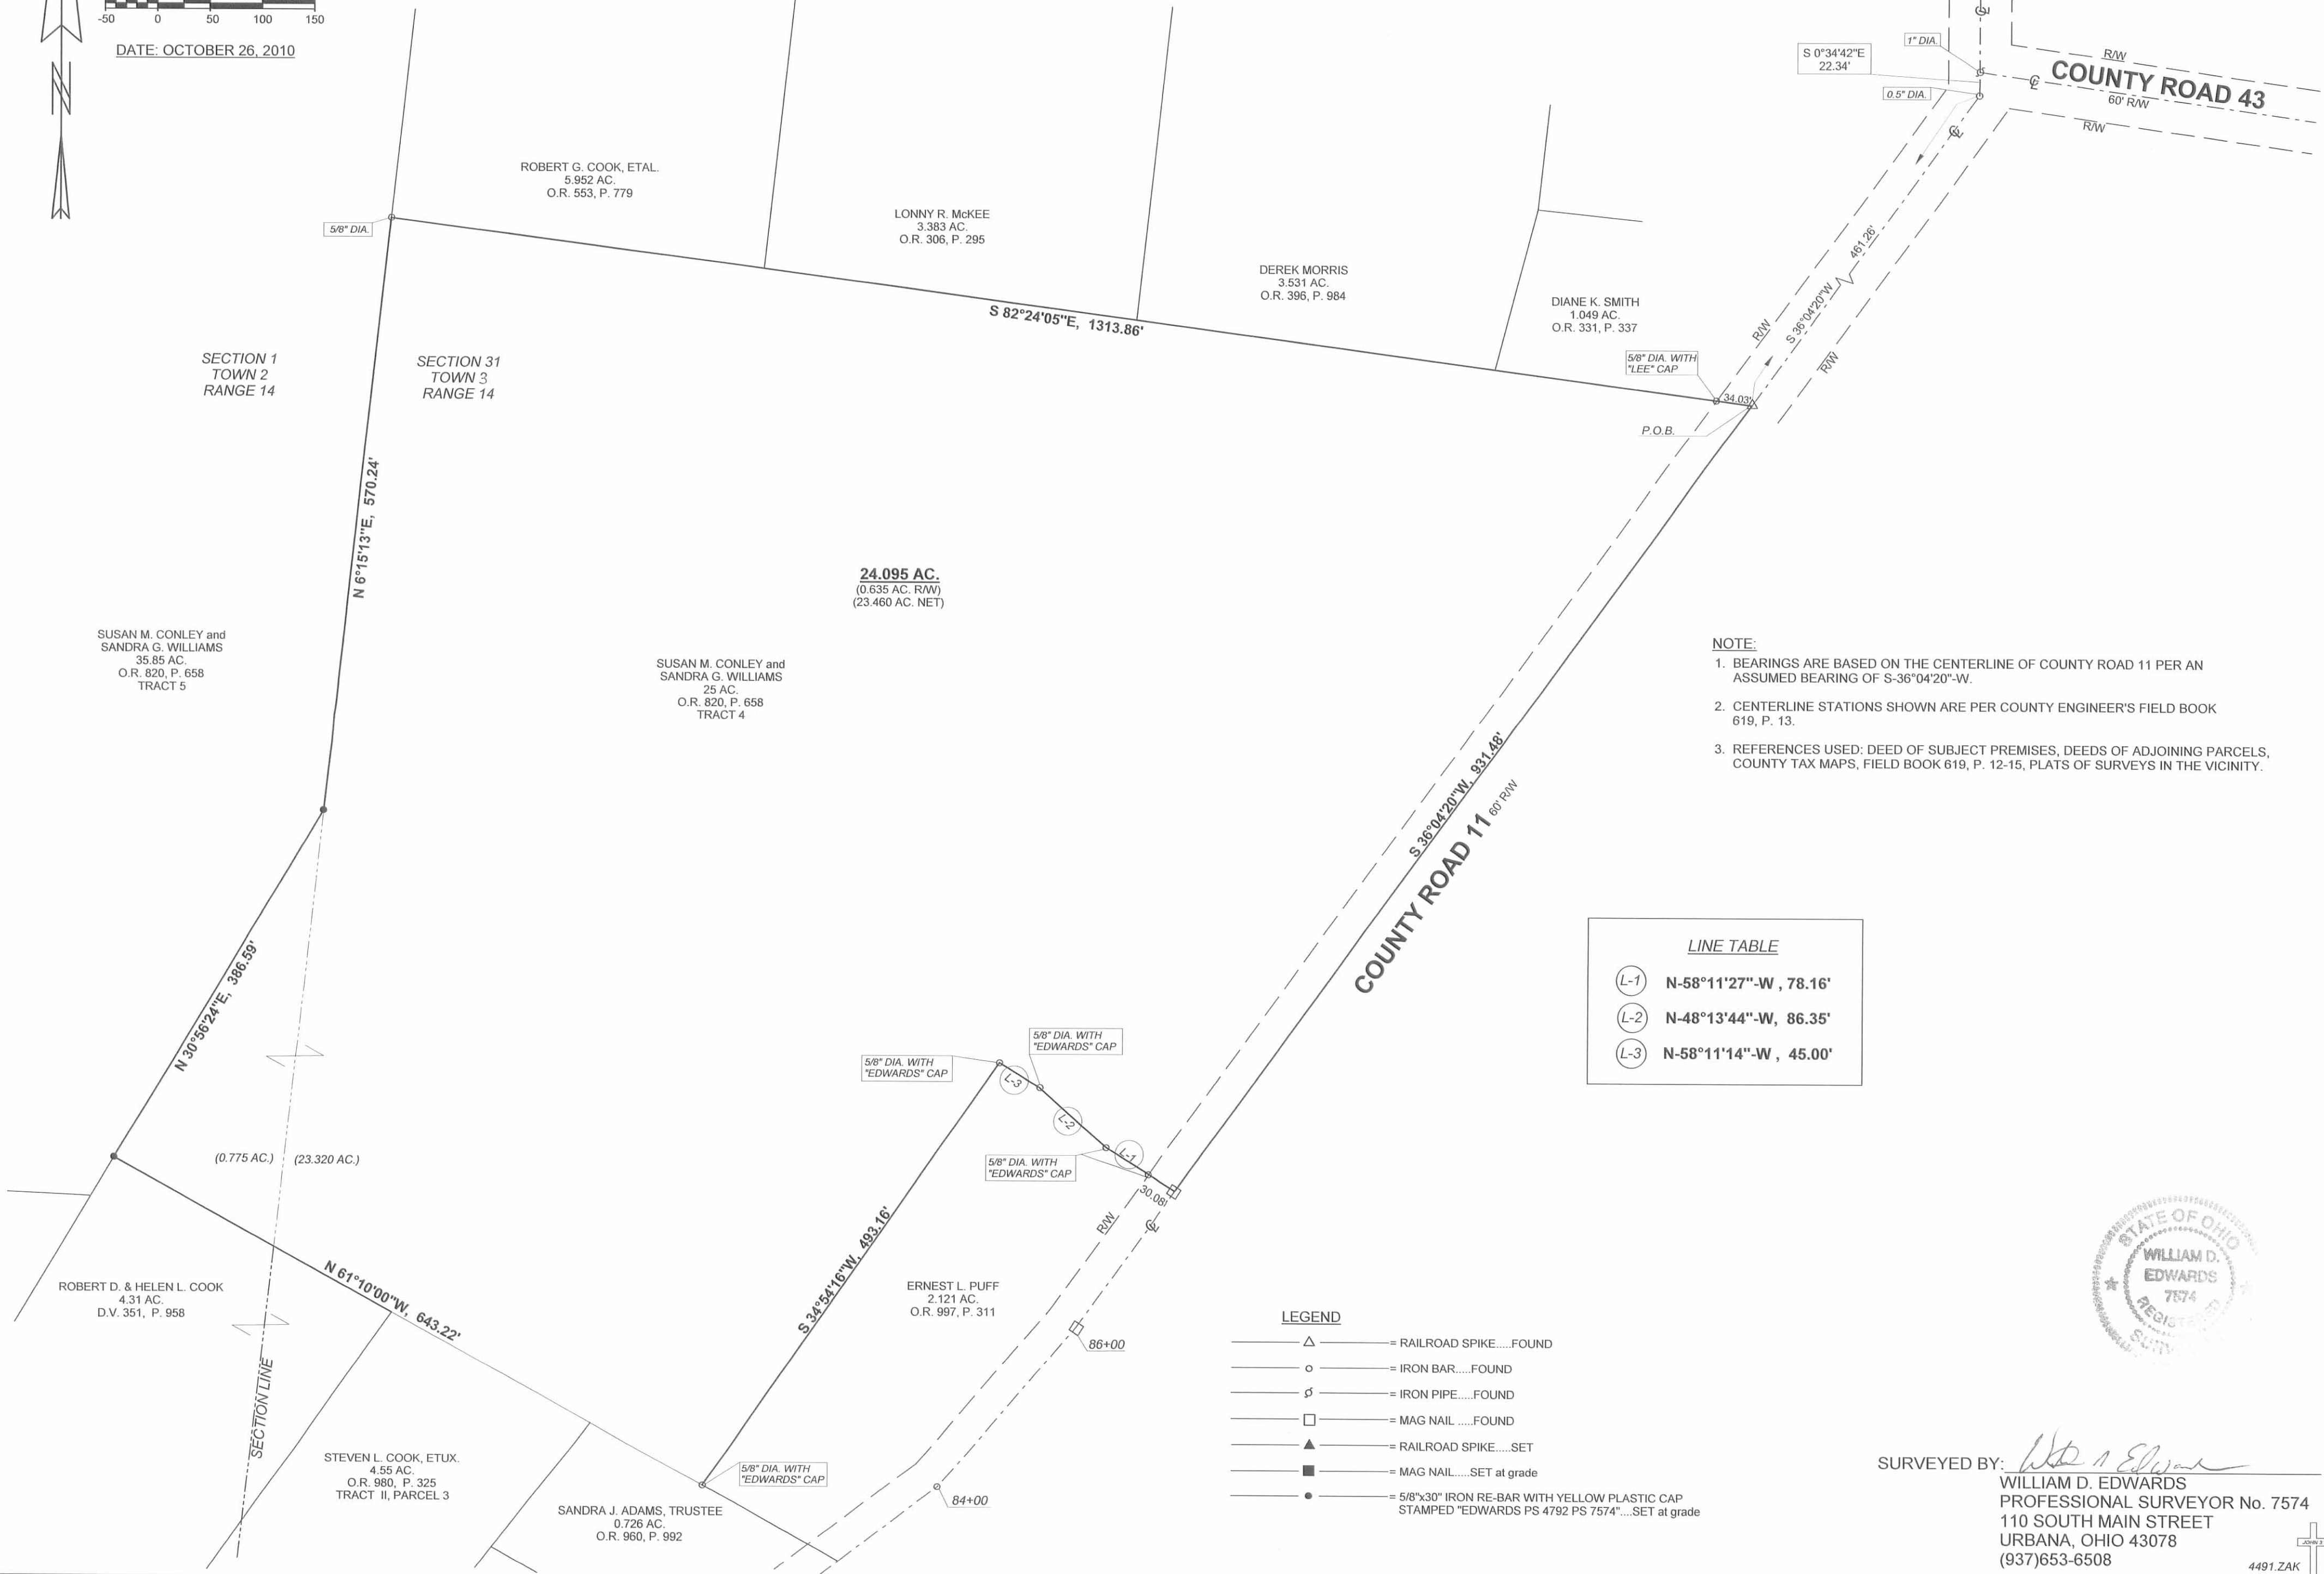 -50 0 50 100 150
DATE: OCTOBER 26, 2010
N
S 0°34'42"E
22.34'
1" DIA.
0.5" DIA.
R/W
COUNTY ROAD 43
60' R/W
R/W
ROBERT G. COOK, ETAL.
5.952 AC.
O.R. 553, P. 779
5/8" DIA.
LONNY R. McKEE
3.383 AC.
O.R. 306, P. 295
DEREK MORRIS
3.531 AC.
O.R. 396, P. 984
DIANE K. SMITH
1.049 AC.
O.R. 331, P. 337
S 82°24'05"E, 1313.86'
S 36°04'20"W 461.26'
R/W
R/W
5/8" DIA. WITH
"LEE" CAP
34.03'
P.O.B.
SECTION 1
TOWN 2
RANGE 14
SECTION 31
TOWN 3
RANGE 14
N 6°15'13"E, 570.24'
24.095 AC.
(0.635 AC. R/W)
(23.460 AC. NET)
SUSAN M. CONLEY and
SANDRA G. WILLIAMS
35.85 AC.
O.R. 820, P. 658
TRACT 5
SUSAN M. CONLEY and
SANDRA G. WILLIAMS
25 AC.
O.R. 820, P. 658
TRACT 4
NOTE:
1. BEARINGS ARE BASED ON THE CENTERLINE OF COUNTY ROAD 11 PER AN
ASSUMED BEARING OF S-36°04'20"-W.
2. CENTERLINE STATIONS SHOWN ARE PER COUNTY ENGINEER'S FIELD BOOK
619, P. 13.
3. REFERENCES USED: DEED OF SUBJECT PREMISES, DEEDS OF ADJOINING PARCELS,
COUNTY TAX MAPS, FIELD BOOK 619, P. 12-15, PLATS OF SURVEYS IN THE VICINITY.
S 36°04'20"W, 931.48'
COUNTY ROAD 11 60' R/W
LINE TABLE
L-1 N-58°11'27"-W , 78.16'
L-2 N-48°13'44"-W, 86.35'
L-3 N-58°11'14"-W , 45.00'
N 30°56'24"E, 386.59'
5/8" DIA. WITH
"EDWARDS" CAP
5/8" DIA. WITH
"EDWARDS" CAP
L-3
L-2
L-1
5/8" DIA. WITH
"EDWARDS" CAP
30.08'
R/W
(0.775 AC.) (23.320 AC.)
ROBERT D. & HELEN L. COOK
4.31 AC.
D.V. 351, P. 958
N 61°10'00"W, 643.22'
SECTION LINE
S 34°54'16"W, 493.16'
ERNEST L. PUFF
2.121 AC.
O.R. 997, P. 311
86+00
84+00
STEVEN L. COOK, ETUX.
4.55 AC.
O.R. 980, P. 325
TRACT II, PARCEL 3
5/8" DIA. WITH
"EDWARDS" CAP
SANDRA J. ADAMS, TRUSTEE
0.726 AC.
O.R. 960, P. 992
LEGEND
= RAILROAD SPIKE.....FOUND
= IRON BAR.....FOUND
= IRON PIPE.....FOUND
= MAG NAIL .....FOUND
= RAILROAD SPIKE.....SET
= MAG NAIL.....SET at grade
= 5/8"x30" IRON RE-BAR WITH YELLOW PLASTIC CAP
STAMPED "EDWARDS PS 4792 PS 7574"....SET at grade
STATE OF OHIO
WILLIAM D.
EDWARDS
7574
REGISTERED
SURVEYED BY:
WILLIAM D. EDWARDS
PROFESSIONAL SURVEYOR No. 7574
110 SOUTH MAIN STREET
URBANA, OHIO 43078
(937)653-6508
4491.ZAK